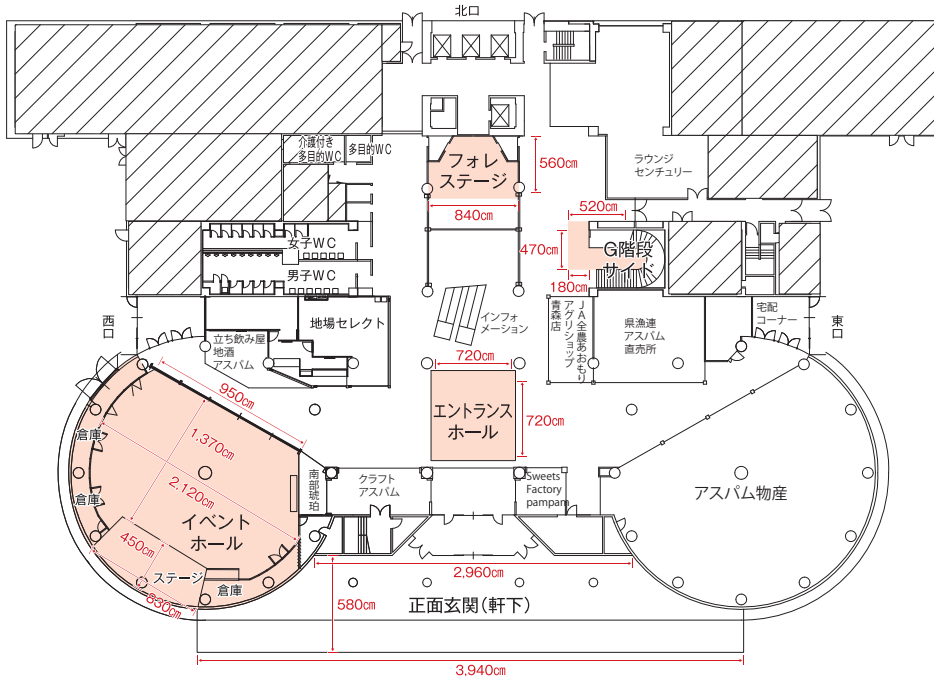 北口
介護付き
多目的WC
多目的WC
フォレ
ステージ
560㎝
840㎝
ラウンジ
センチュリー
520㎝
470㎝
G階段
サイド
180㎝
女子WC
男子WC
西口
立ち飲み屋
地酒
アスパム
地場セレクト
インフォ
メーション
JA全農あおもり
アグリショップ
青森店
県漁連
アスパム
直売所
宅配
コーナー
東口
720㎝
エントランス
ホール
720㎝
950㎝
1,370㎝
2,120㎝
倉庫
倉庫
イベント
ホール
450㎝
ステージ
倉庫
830㎝
南部琥珀
クラフト
アスパム
Sweets
Factory
pampam
アスパム物産
2,960㎝
580㎝
正面玄関(軒下)
3,940㎝